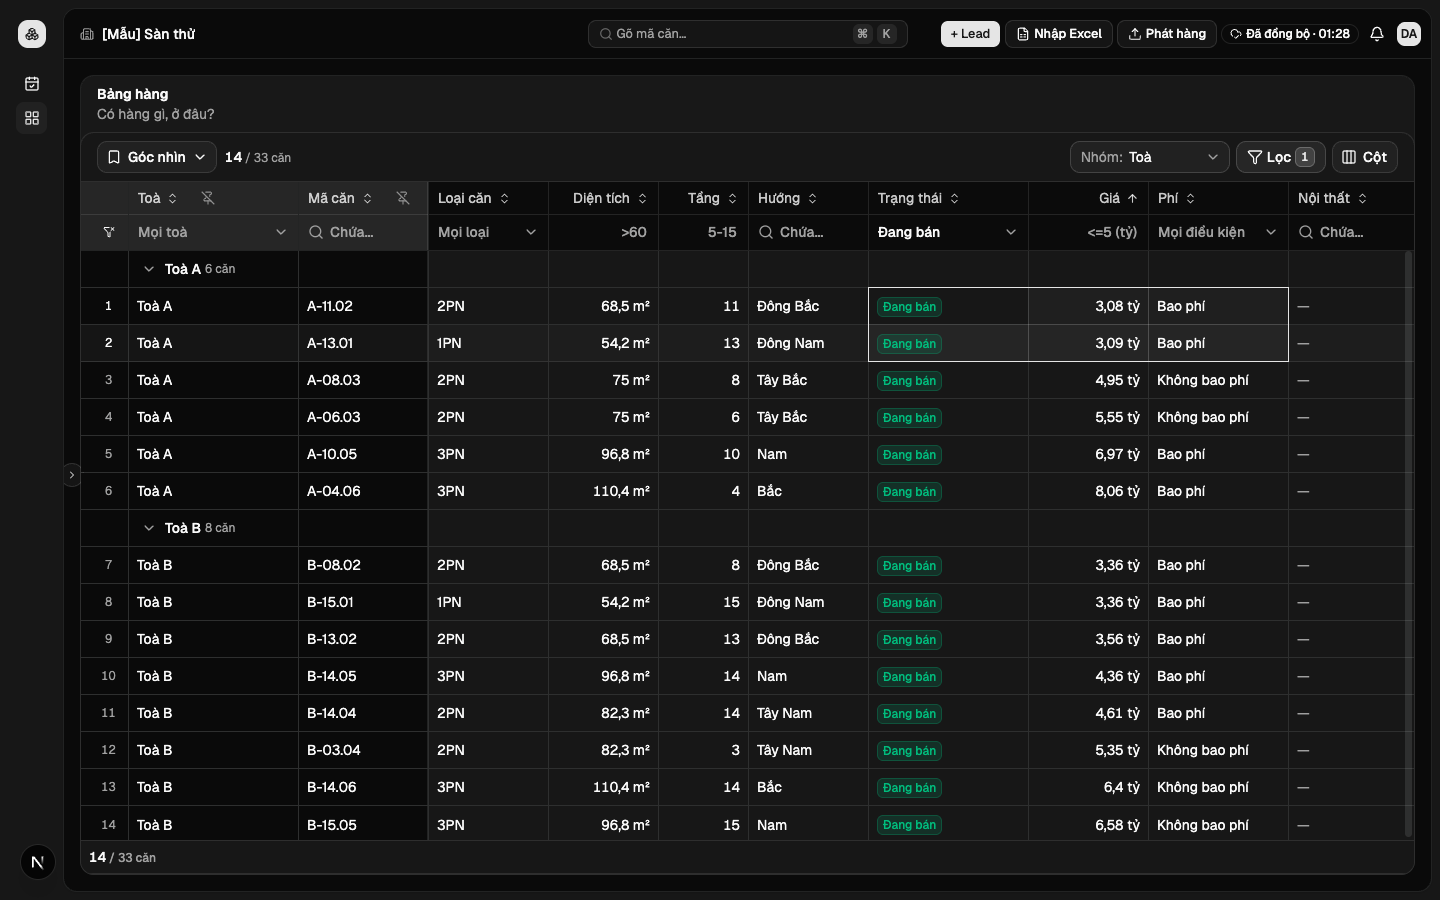 [Mẫu] Sàn thử
Gõ mã căn... ⌘ K
+ Lead
Nhập Excel
Phát hành
Đã đồng bộ · 01:28
DA
Bảng hàng
Có hàng gì, ở đâu?
Góc nhìn 14 / 33 căn
Nhóm: Toà
Lọc 1
Cột
Toà Mã căn Loại căn Diện tích Tầng Hướng Trạng thái Giá Phí Nội thất
Mọi toà Chứa... Mọi loại >60 5-15 Chứa... Đang bán <=5 (tỷ) Mọi điều kiện Chứa...
Toà A 6 căn
1 Toà A A-11.02 2PN 68,5 m² 11 Đông Bắc Đang bán 3,08 tỷ Bao phí —
2 Toà A A-13.01 1PN 54,2 m² 13 Đông Nam Đang bán 3,09 tỷ Bao phí —
3 Toà A A-08.03 2PN 75 m² 8 Tây Bắc Đang bán 4,95 tỷ Không bao phí —
4 Toà A A-06.03 2PN 75 m² 6 Tây Bắc Đang bán 5,55 tỷ Không bao phí —
5 Toà A A-10.05 3PN 96,8 m² 10 Nam Đang bán 6,97 tỷ Bao phí —
6 Toà A A-04.06 3PN 110,4 m² 4 Bắc Đang bán 8,06 tỷ Bao phí —
Toà B 8 căn
7 Toà B B-08.02 2PN 68,5 m² 8 Đông Bắc Đang bán 3,36 tỷ Bao phí —
8 Toà B B-15.01 1PN 54,2 m² 15 Đông Nam Đang bán 3,36 tỷ Bao phí —
9 Toà B B-13.02 2PN 68,5 m² 13 Đông Bắc Đang bán 3,56 tỷ Bao phí —
10 Toà B B-14.05 3PN 96,8 m² 14 Nam Đang bán 4,36 tỷ Bao phí —
11 Toà B B-14.04 2PN 82,3 m² 14 Tây Nam Đang bán 4,61 tỷ Bao phí —
12 Toà B B-03.04 2PN 82,3 m² 3 Tây Nam Đang bán 5,35 tỷ Không bao phí —
13 Toà B B-14.06 3PN 110,4 m² 14 Bắc Đang bán 6,4 tỷ Không bao phí —
14 Toà B B-15.05 3PN 96,8 m² 15 Nam Đang bán 6,58 tỷ Không bao phí —
14 / 33 căn
N